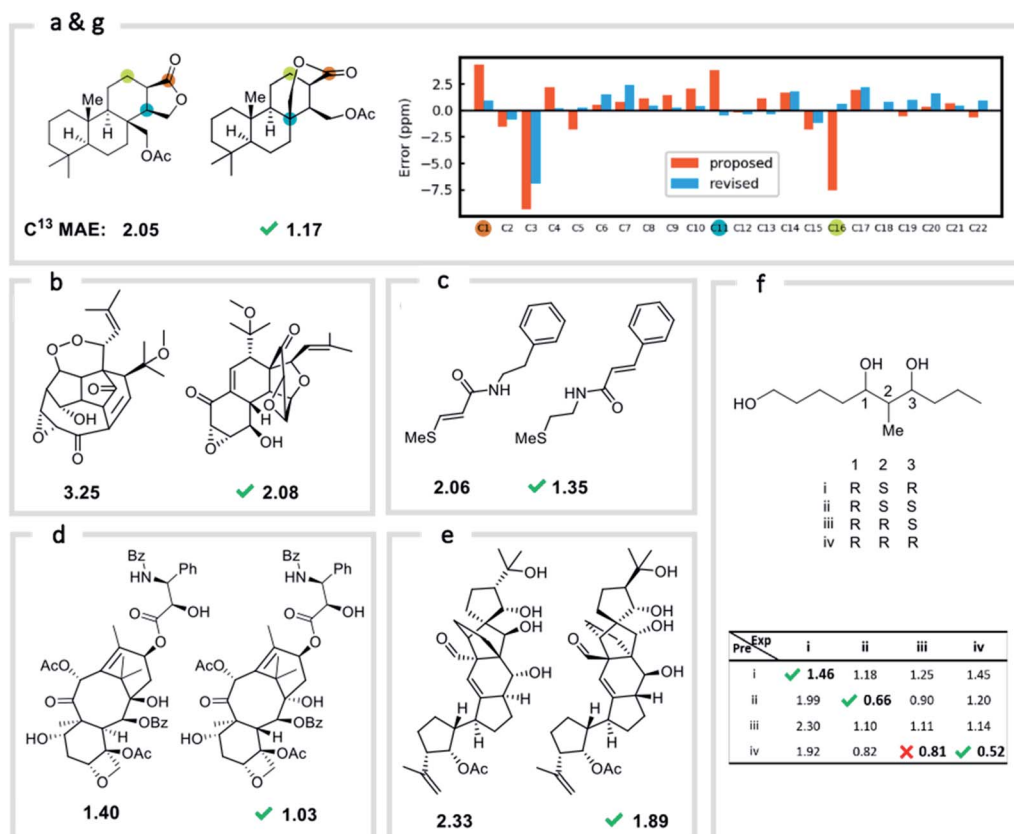 a & g
O
O
Me
H
H
OAc
O
O
OAc
Me
H
H
C¹³ MAE: 2.05
✓ 1.17
Error (ppm)
2.5
0.0
−2.5
−5.0
−7.5
proposed
revised
C1 C2 C3 C4 C5 C6 C7 C8 C9 C10 C11 C12 C13 C14 C15 C16 C17 C18 C19 C20 C21 C22
b
O
O
O
O
OH
O
O
3.25
O
O
O
O
O
H
H
OH
O
✓ 2.08
c
O
NH
MeS
2.06
NH
O
MeS
✓ 1.35
f
OH OH
HO
1 2 3
Me
1 2 3
i R S R
ii R S S
iii R R S
iv R R R
Pre Exp i ii iii iv
i ✓ 1.46 1.18 1.25 1.45
ii 1.99 ✓ 0.66 0.90 1.20
iii 2.30 1.10 1.11 1.14
iv 1.92 0.82 ✗ 0.81 ✓ 0.52
d
Bz
HN
Ph
OH
O
O
AcO
O
OH
OBz
HO
H
OAc
O
1.40
Bz
HN
Ph
OH
O
O
AcO
O
OH
OBz
HO
H
OAc
O
✓ 1.03
e
OH
OH
OH
O
OH
H
H
H
OAc
2.33
OH
OH
OH
O
OH
H
H
H
OAc
✓ 1.89